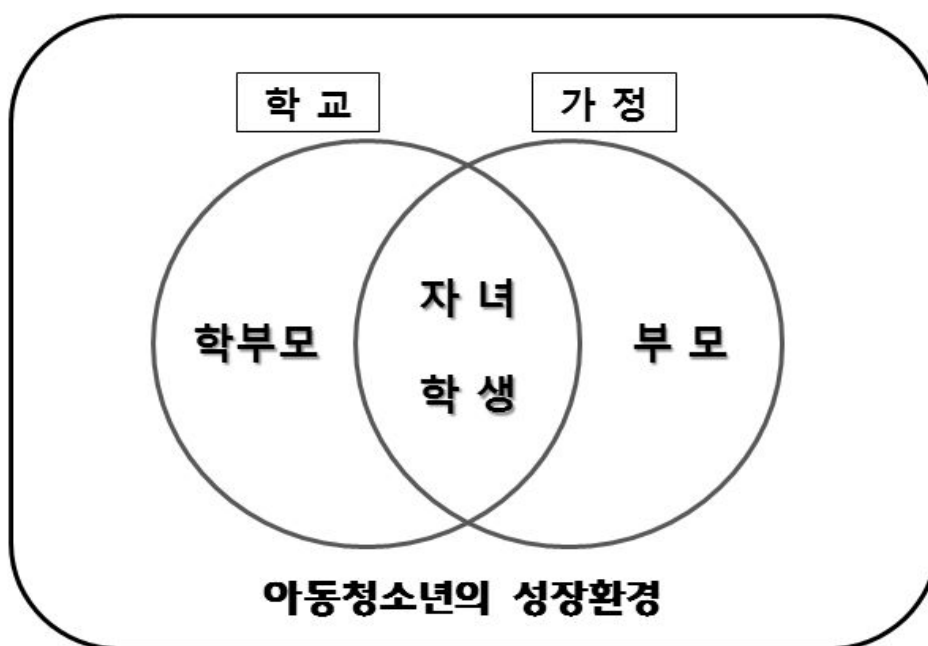 학 교
가 정
학부모
자 녀
학 생
부 모
아동청소년의 성장환경